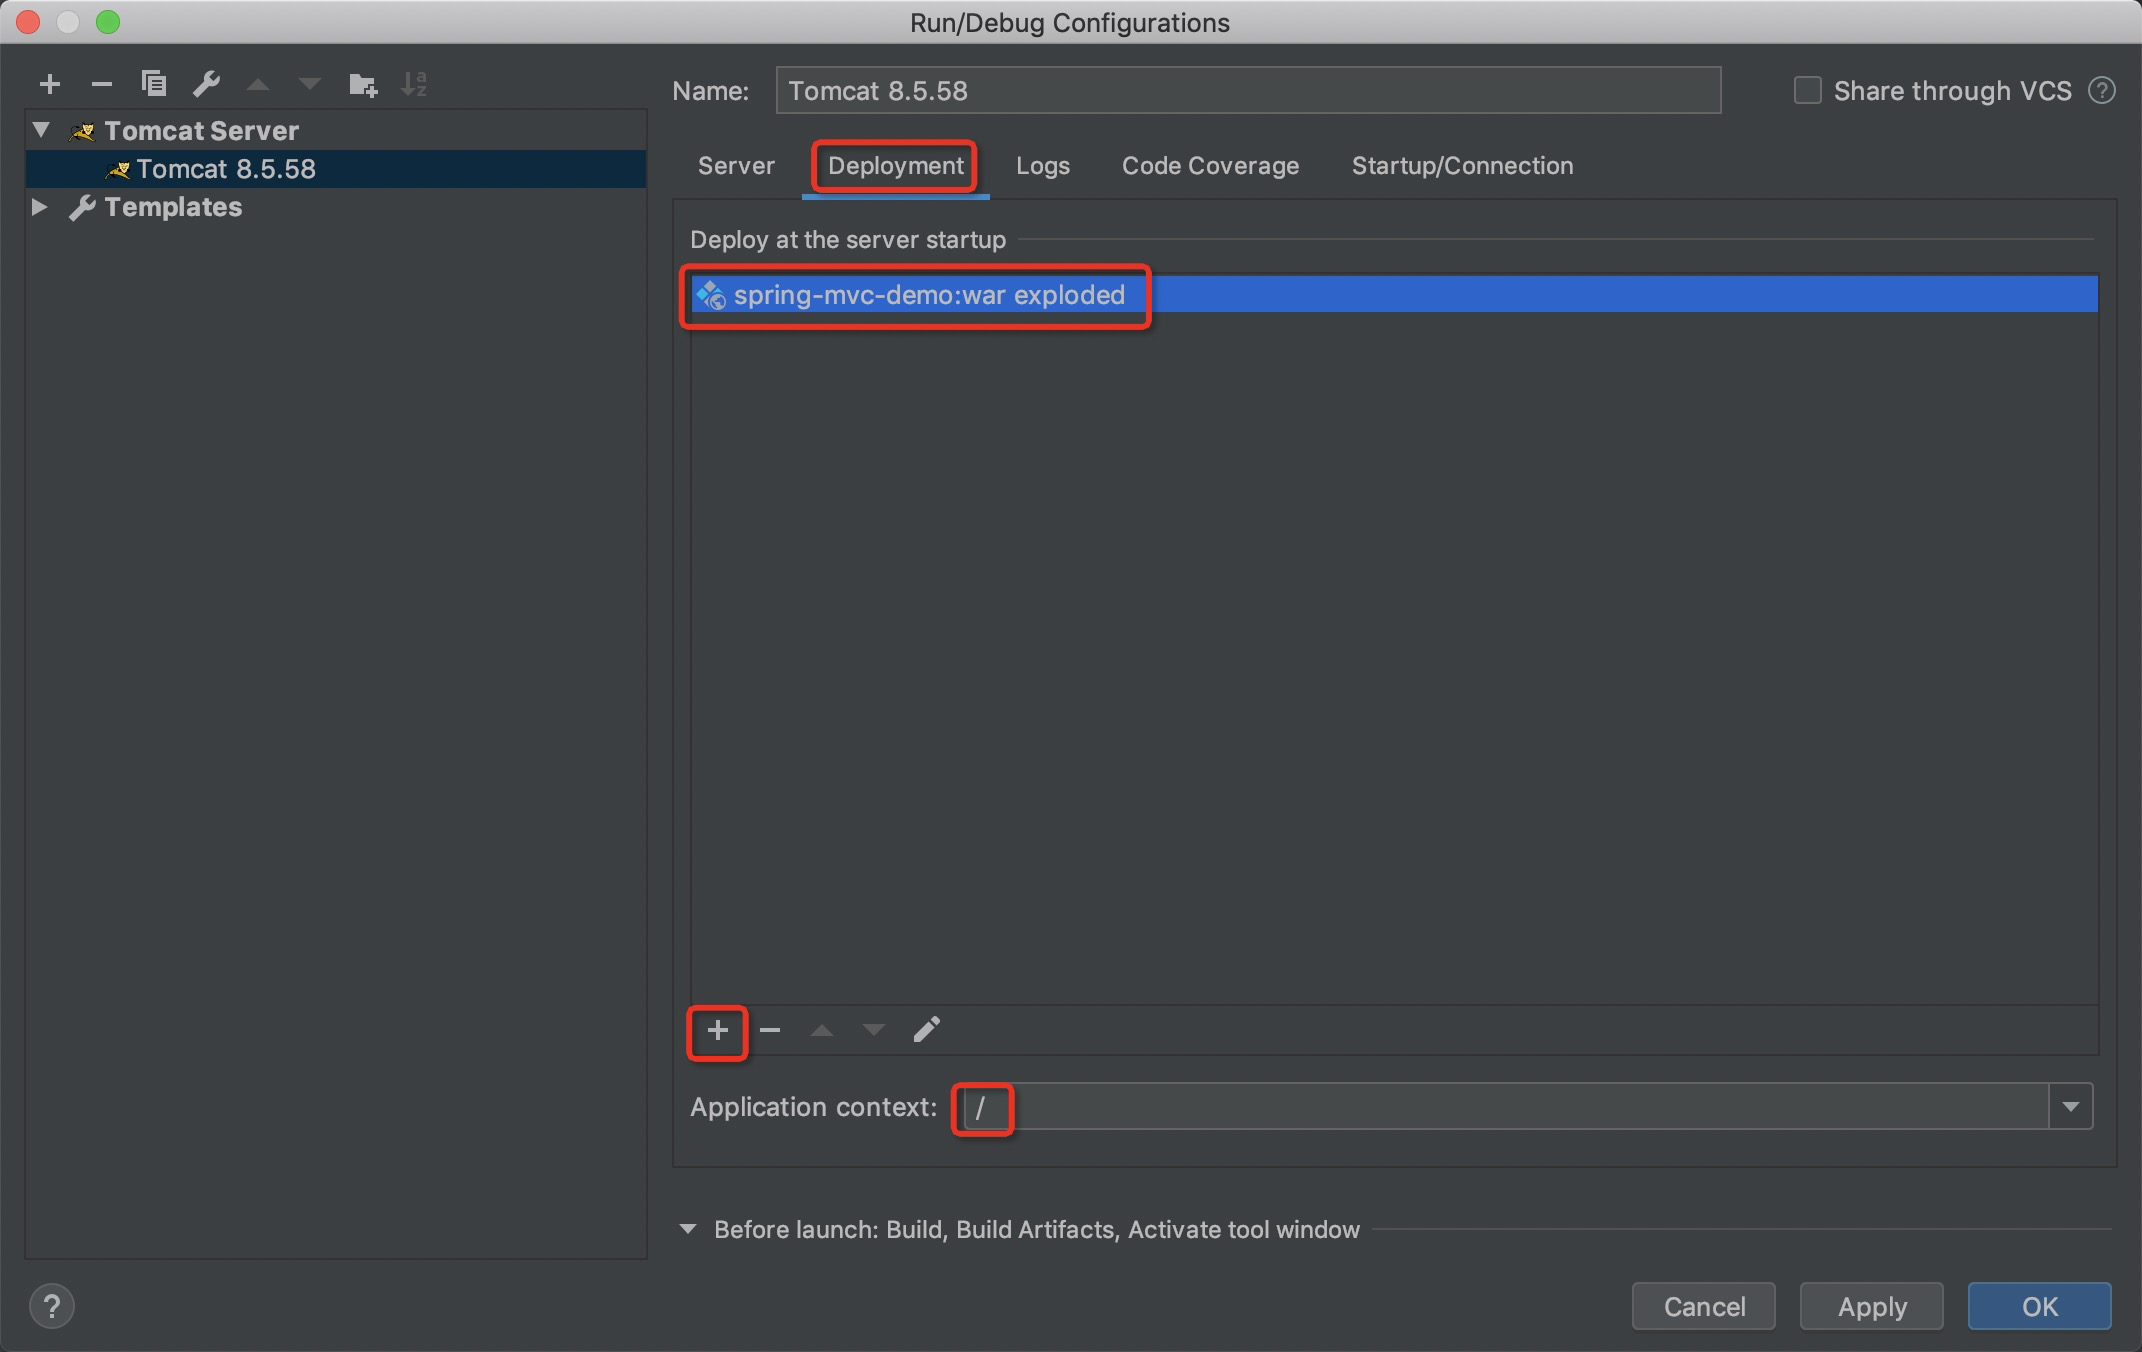 Run/Debug Configurations
Name: Tomcat 8.5.58
Share through VCS ?
Tomcat Server
Tomcat 8.5.58
Templates
Server Deployment Logs Code Coverage Startup/Connection
Deploy at the server startup
spring-mvc-demo:war exploded
Application context: /
Before launch: Build, Build Artifacts, Activate tool window
? Cancel Apply OK